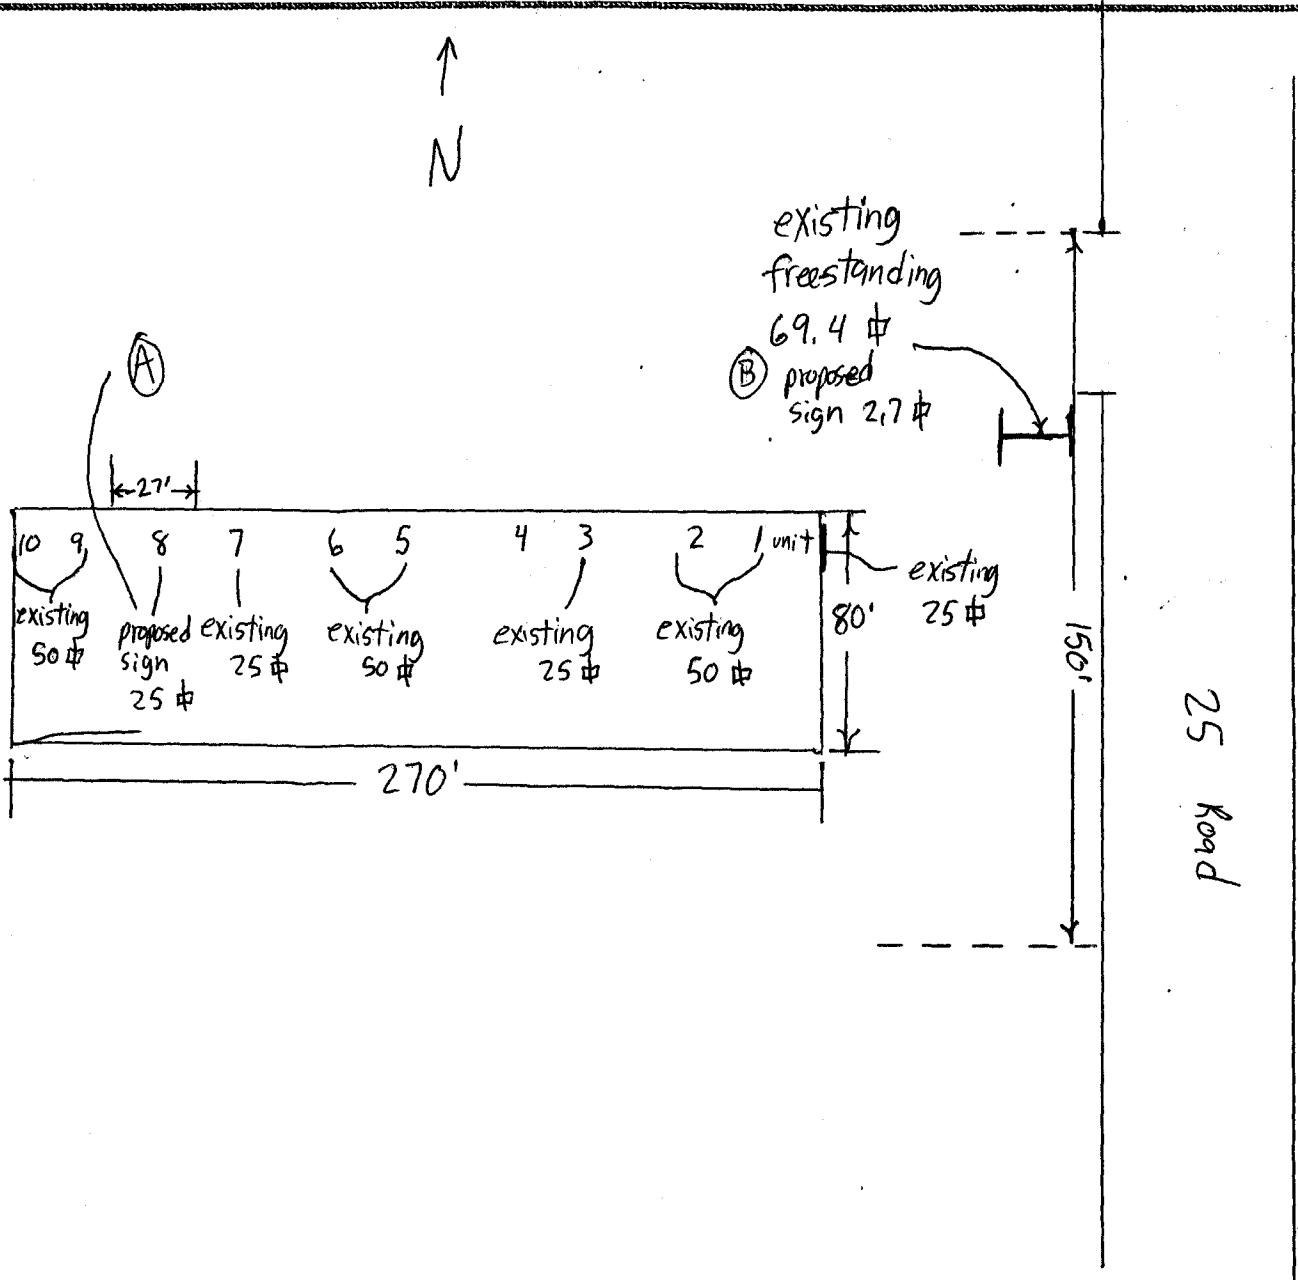 N
existing
freestanding
69.4 ⏍
Ⓑ proposed
sign 2.7 ⏍
Ⓐ
27'
10 9 8 7 6 5 4 3 2 1 unit
existing
50 ⏍
proposed
sign
25 ⏍
existing
25 ⏍
existing
50 ⏍
existing
25 ⏍
existing
50 ⏍
80'
existing
25 ⏍
150'
270'
25 Road